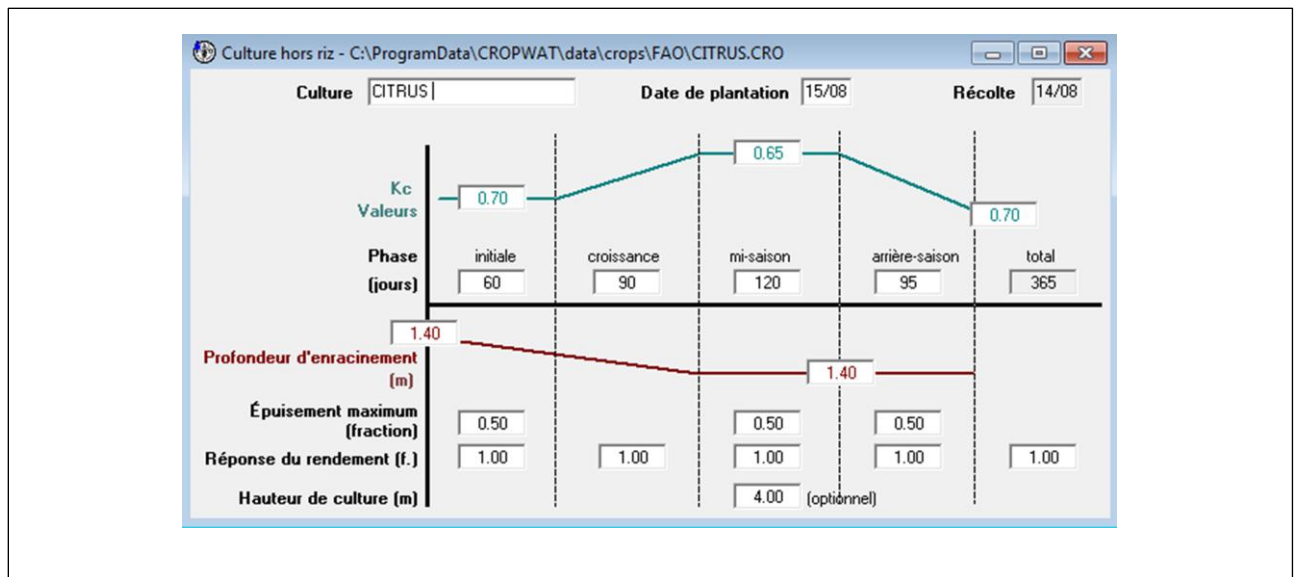 Culture hors riz - C:\ProgramData\CROPWAT\data\crops\FAO\CITRUS.CRO
Culture CITRUS Date de plantation 15/08 Récolte 14/08
Kc Valeurs 0.70 0.65 0.70
Phase initiale croissance mi-saison arrière-saison total
(jours) 60 90 120 95 365
1.40
Profondeur d'enracinement
(m) 1.40
Épuisement maximum
(fraction) 0.50 0.50 0.50
Réponse du rendement (f.) 1.00 1.00 1.00 1.00 1.00
Hauteur de culture (m) 4.00 (optionnel)